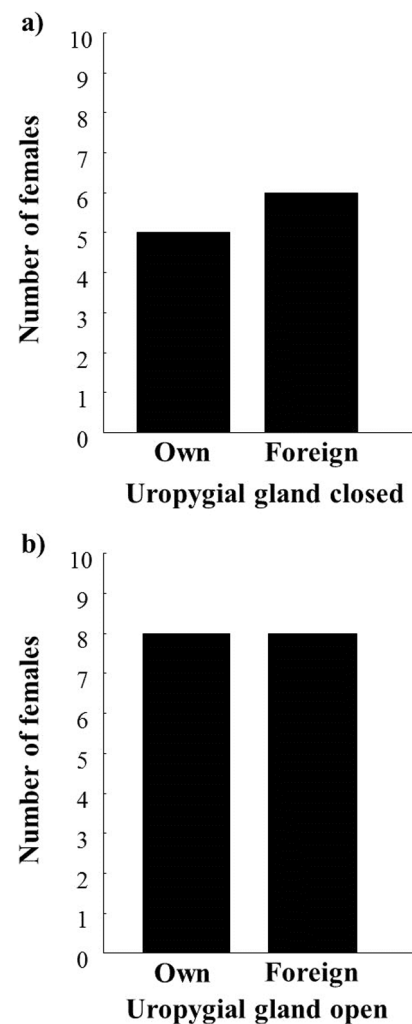 a)
Number of females
10
9
8
7
6
5
4
3
2
1
0
Own Foreign
Uropygial gland closed
b)
Number of females
10
9
8
7
6
5
4
3
2
1
0
Own Foreign
Uropygial gland open